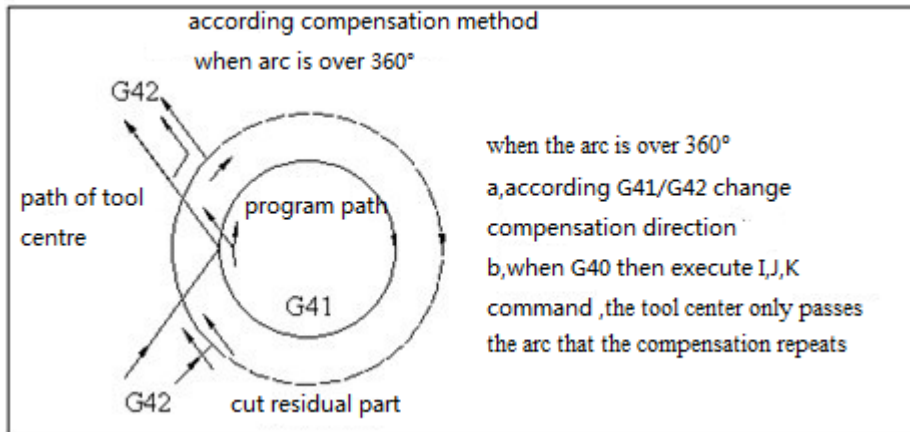 according compensation method
when arc is over 360°
G42
path of tool
centre
program path
G41
G42
cut residual part
when the arc is over 360°
a,according G41/G42 change
compensation direction
b,when G40 then execute I,J,K
command ,the tool center only passes
the arc that the compensation repeats